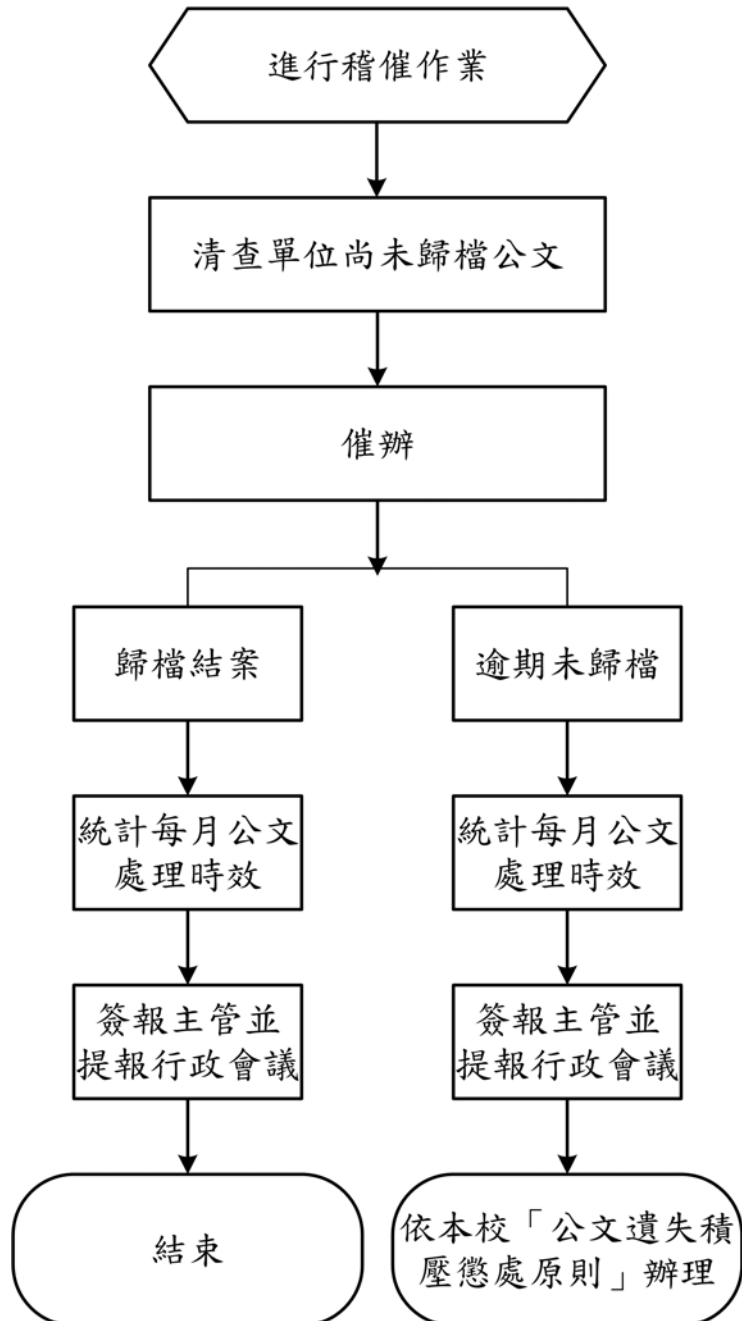 進行稽催作業
清查單位尚未歸檔公文
催辦
歸檔結案
逾期未歸檔
統計每月公文
處理時效
統計每月公文
處理時效
簽報主管並
提報行政會議
簽報主管並
提報行政會議
結束
依本校「公文遺失積
壓懲處原則」辦理